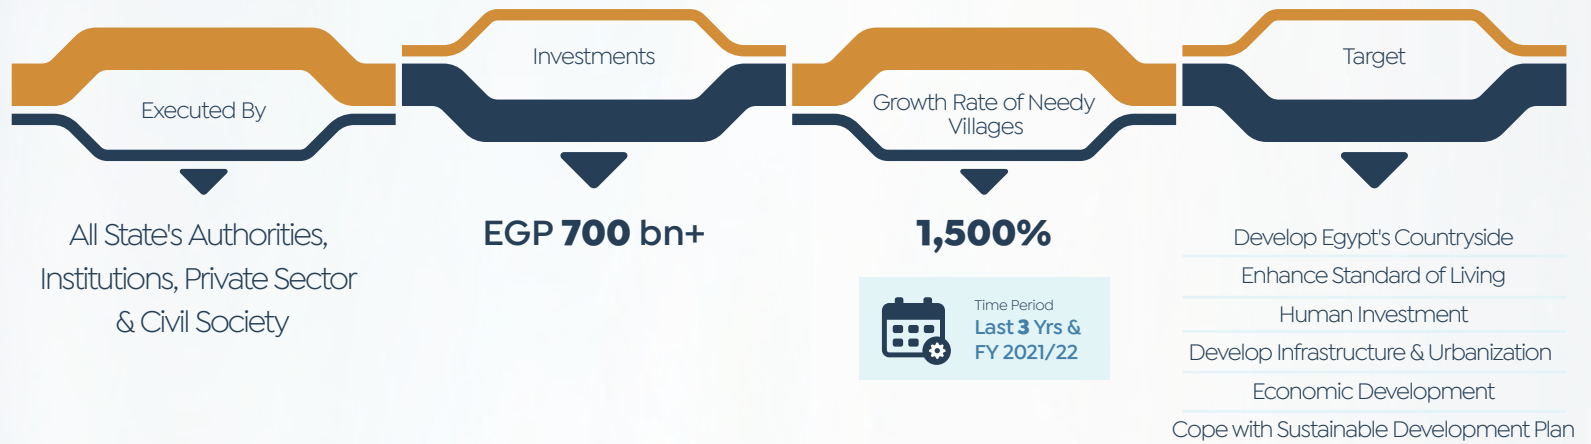 Executed By
All State's Authorities,
Institutions, Private Sector
& Civil Society
Investments
EGP 700 bn+
Growth Rate of Needy
Villages
1,500%
Time Period
Last 3 Yrs &
FY 2021/22
Target
Develop Egypt's Countryside
Enhance Standard of Living
Human Investment
Develop Infrastructure & Urbanization
Economic Development
Cope with Sustainable Development Plan